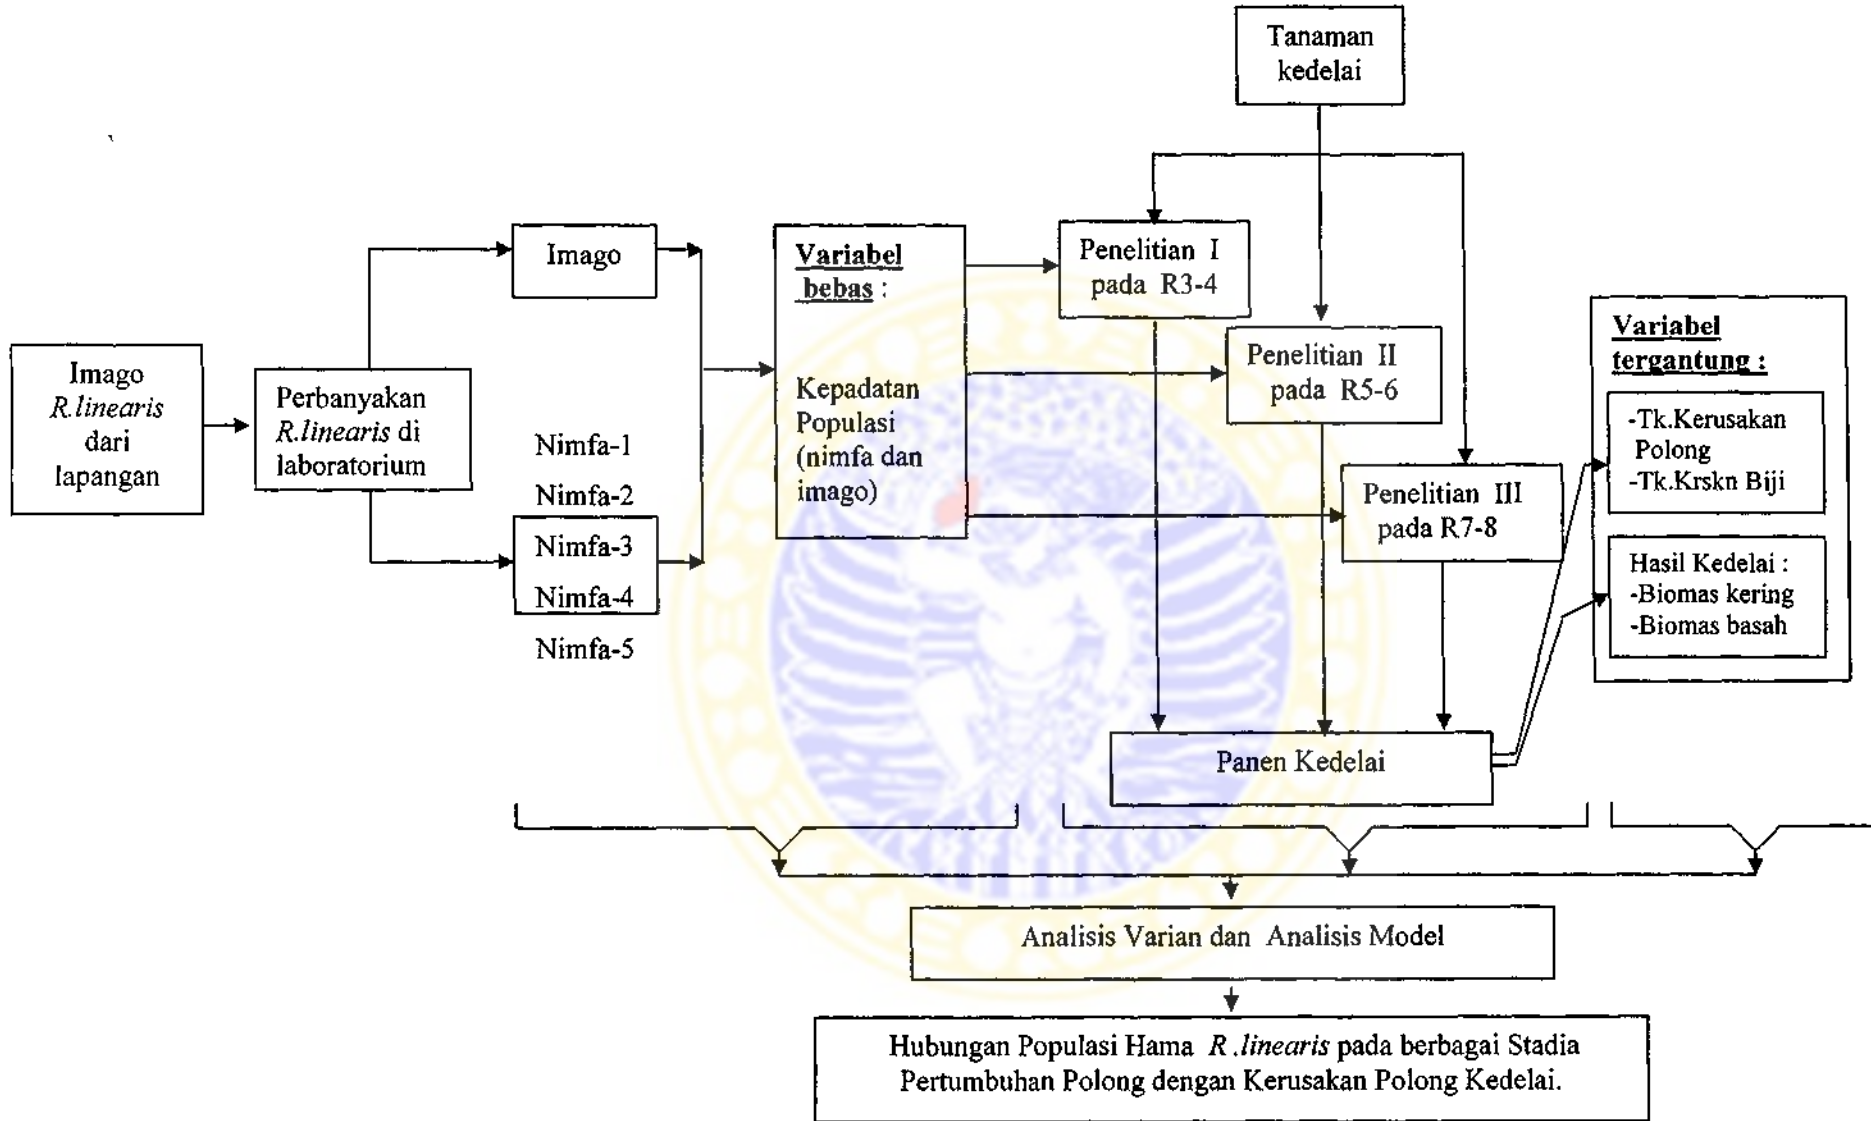 Tanaman
kedelai
Imago
R.linearis
dari
lapangan
Perbanyakan
R.linearis di
laboratorium
Imago
Nimfa-1
Nimfa-2
Nimfa-3
Nimfa-4
Nimfa-5
Variabel
bebas :
Kepadatan
Populasi
(nimfa dan
imago)
Penelitian I
pada R3-4
Penelitian II
pada R5-6
Penelitian III
pada R7-8
Panen Kedelai
Variabel
tergantung :
-Tk.Kerusakan
Polong
-Tk.Krskn Biji
Hasil Kedelai :
-Biomas kering
-Biomas basah
Analisis Varian dan Analisis Model
Hubungan Populasi Hama R.linearis pada berbagai Stadia
Pertumbuhan Polong dengan Kerusakan Polong Kedelai.